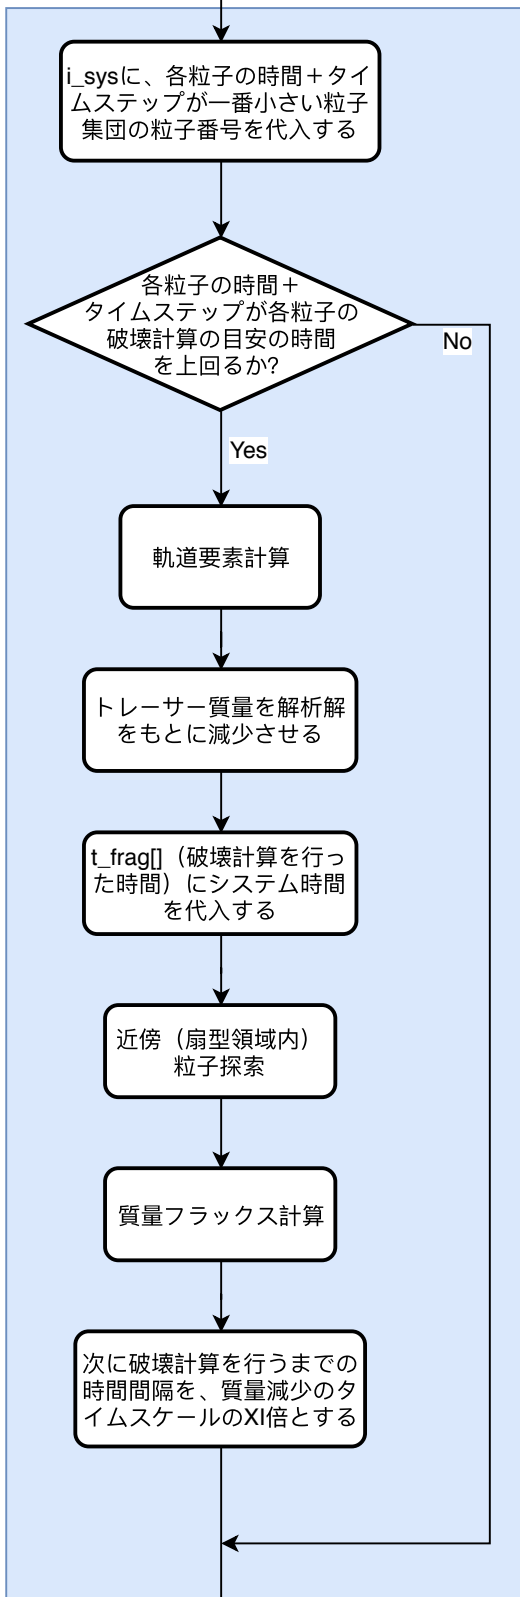 i_sysに、各粒子の時間＋タイ
ムステップが一番小さい粒子
集団の粒子番号を代入する
各粒子の時間＋
タイムステップが各粒子の
破壊計算の目安の時間
を上回るか?
No
Yes
軌道要素計算
トレーサー質量を解析解
をもとに減少させる
t_frag[]（破壊計算を行っ
た時間）にシステム時間
を代入する
近傍（扇型領域内）
粒子探索
質量フラックス計算
次に破壊計算を行うまでの
時間間隔を、質量減少のタ
イムスケールのXI倍とする